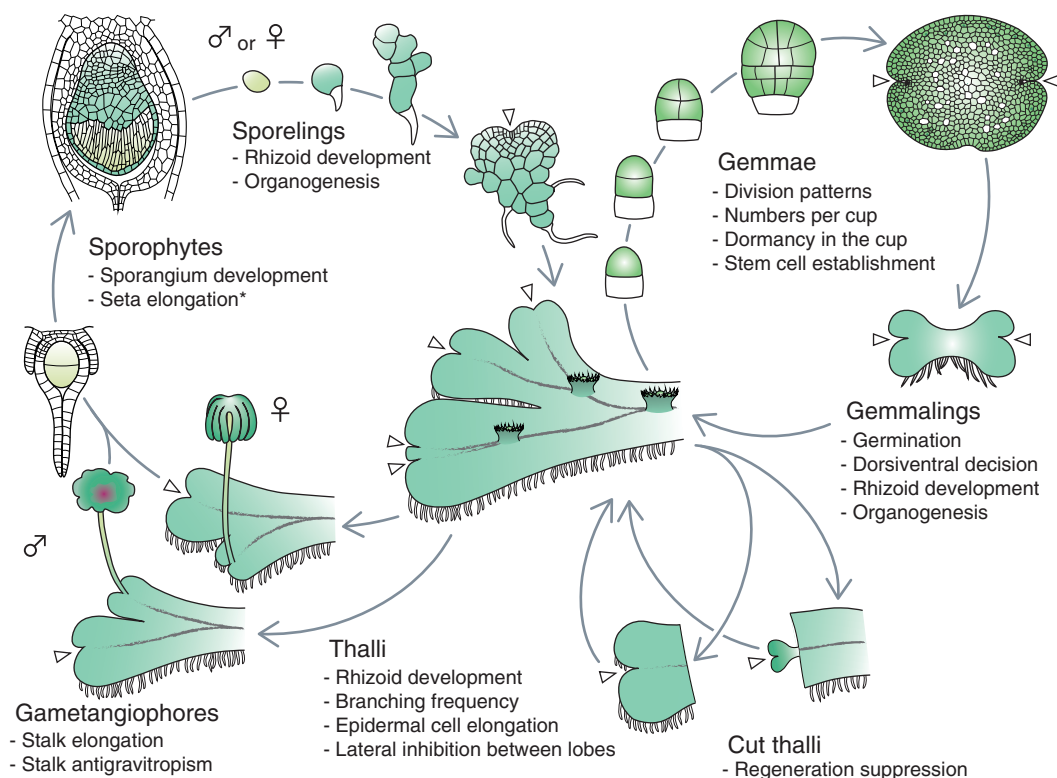 ♂ or ♀
Sporelings
- Rhizoid development
- Organogenesis
Gemmae
- Division patterns
- Numbers per cup
- Dormancy in the cup
- Stem cell establishment
Sporophytes
- Sporangium development
- Seta elongation*
♀
Gemmalings
- Germination
- Dorsiventral decision
- Rhizoid development
- Organogenesis
♂
Thalli
- Rhizoid development
- Branching frequency
- Epidermal cell elongation
- Lateral inhibition between lobes
Gametangiophores
- Stalk elongation
- Stalk antigravitropism
Cut thalli
- Regeneration suppression